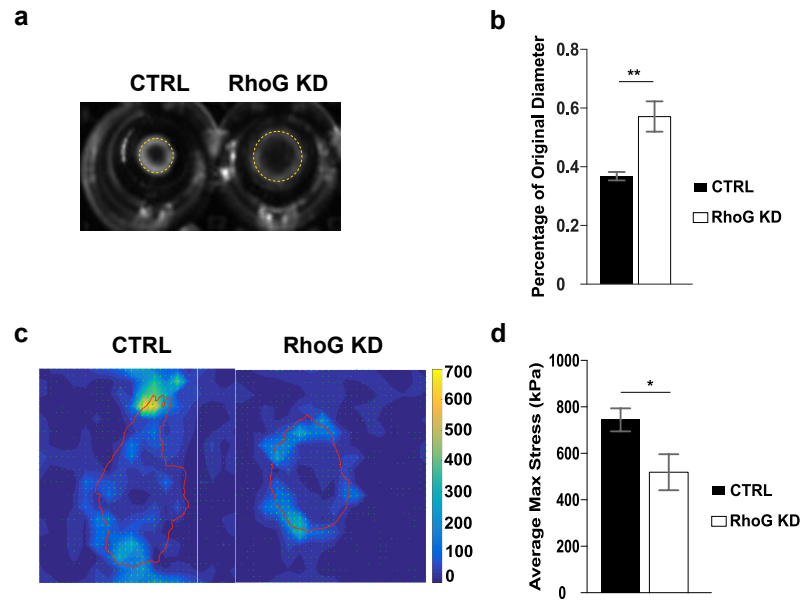 a
CTRL RhoG KD
b
Percentage of Original Diameter
0.8
0.6
0.4
0.2
0
**
CTRL
RhoG KD
c
CTRL RhoG KD
700
600
500
400
300
200
100
0
d
Average Max Stress (kPa)
1000
800
600
400
200
0
*
CTRL
RhoG KD